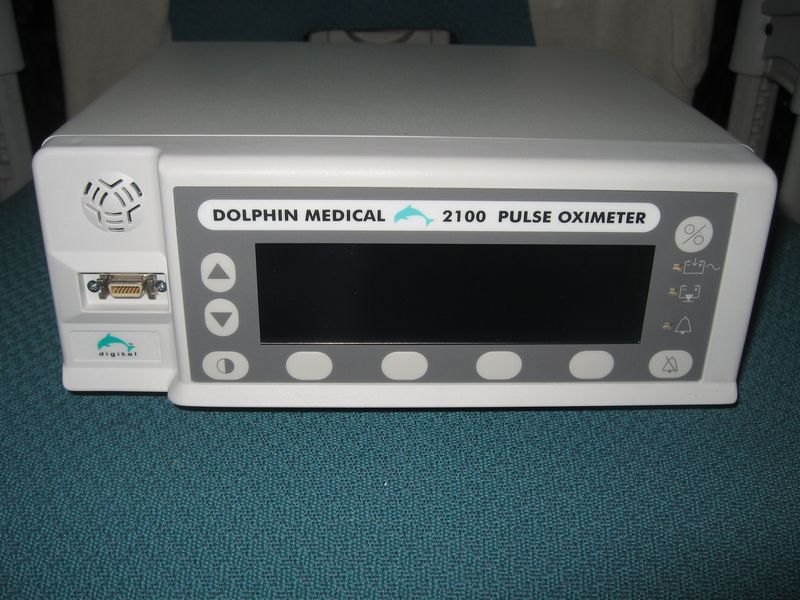 DOLPHIN MEDICAL 2100 PULSE OXIMETER
%
digital